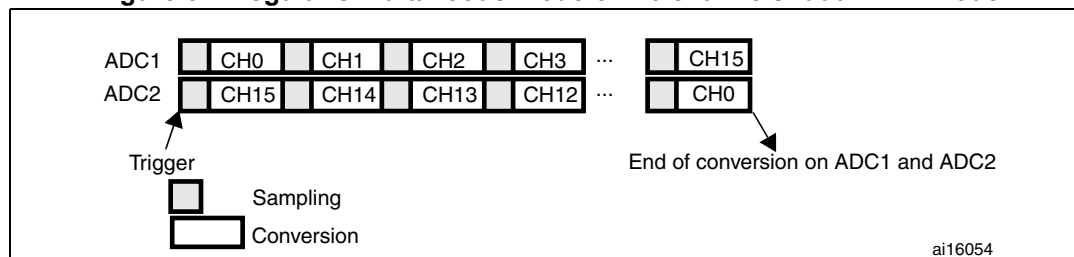 ADC1 CH0 CH1 CH2 CH3 ... CH15
ADC2 CH15 CH14 CH13 CH12 ... CH0
Trigger
End of conversion on ADC1 and ADC2
Sampling
Conversion
ai16054